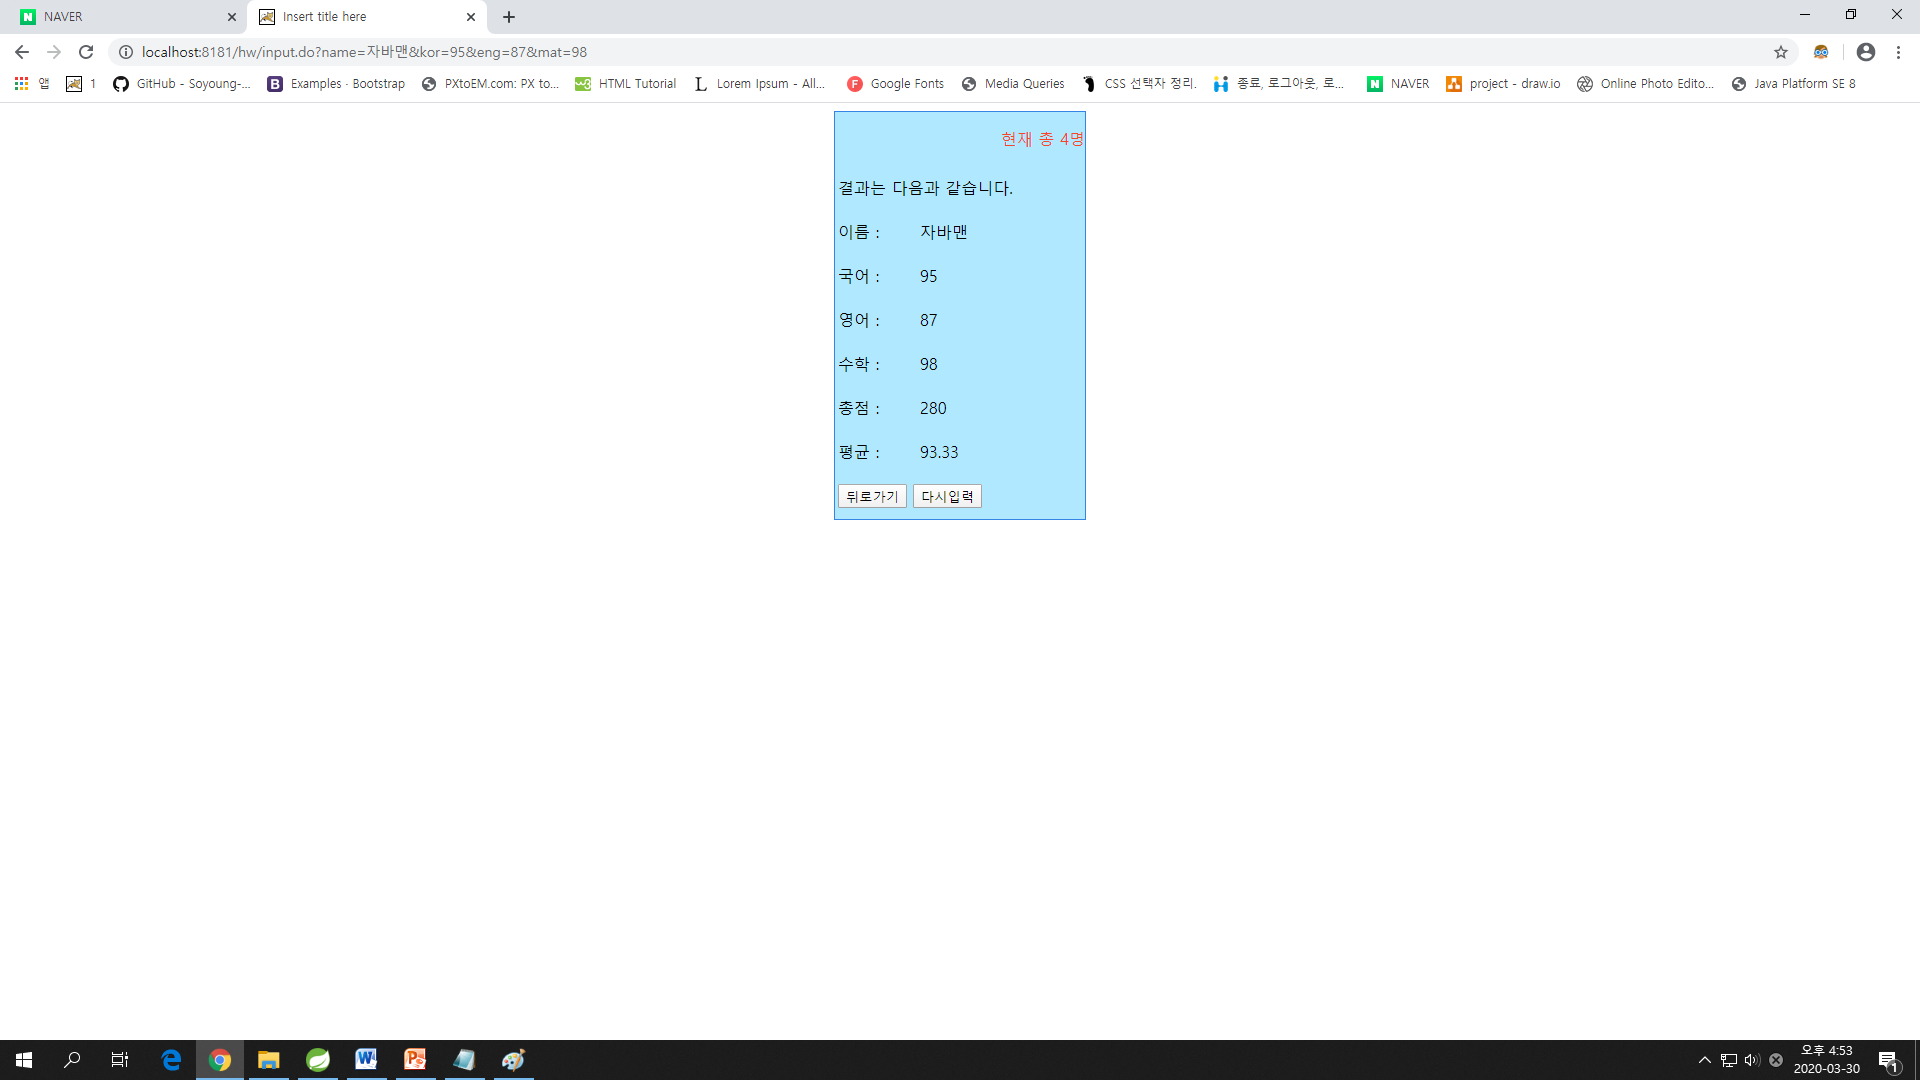 NAVER
Insert title here
localhost:8181/hw/input.do?name=자바맨&kor=95&eng=87&mat=98
앱 1 GitHub - Soyoung-... Examples · Bootstrap PXtoEM.com: PX to... HTML Tutorial Lorem Ipsum - All... Google Fonts Media Queries CSS 선택자 정리. 종료, 로그아웃, 로... NAVER project - draw.io Online Photo Edito... Java Platform SE 8
현재 총 4명
결과는 다음과 같습니다.
이름 : 자바맨
국어 : 95
영어 : 87
수학 : 98
총점 : 280
평균 : 93.33
뒤로가기 다시입력
오후 4:53
2020-03-30
1